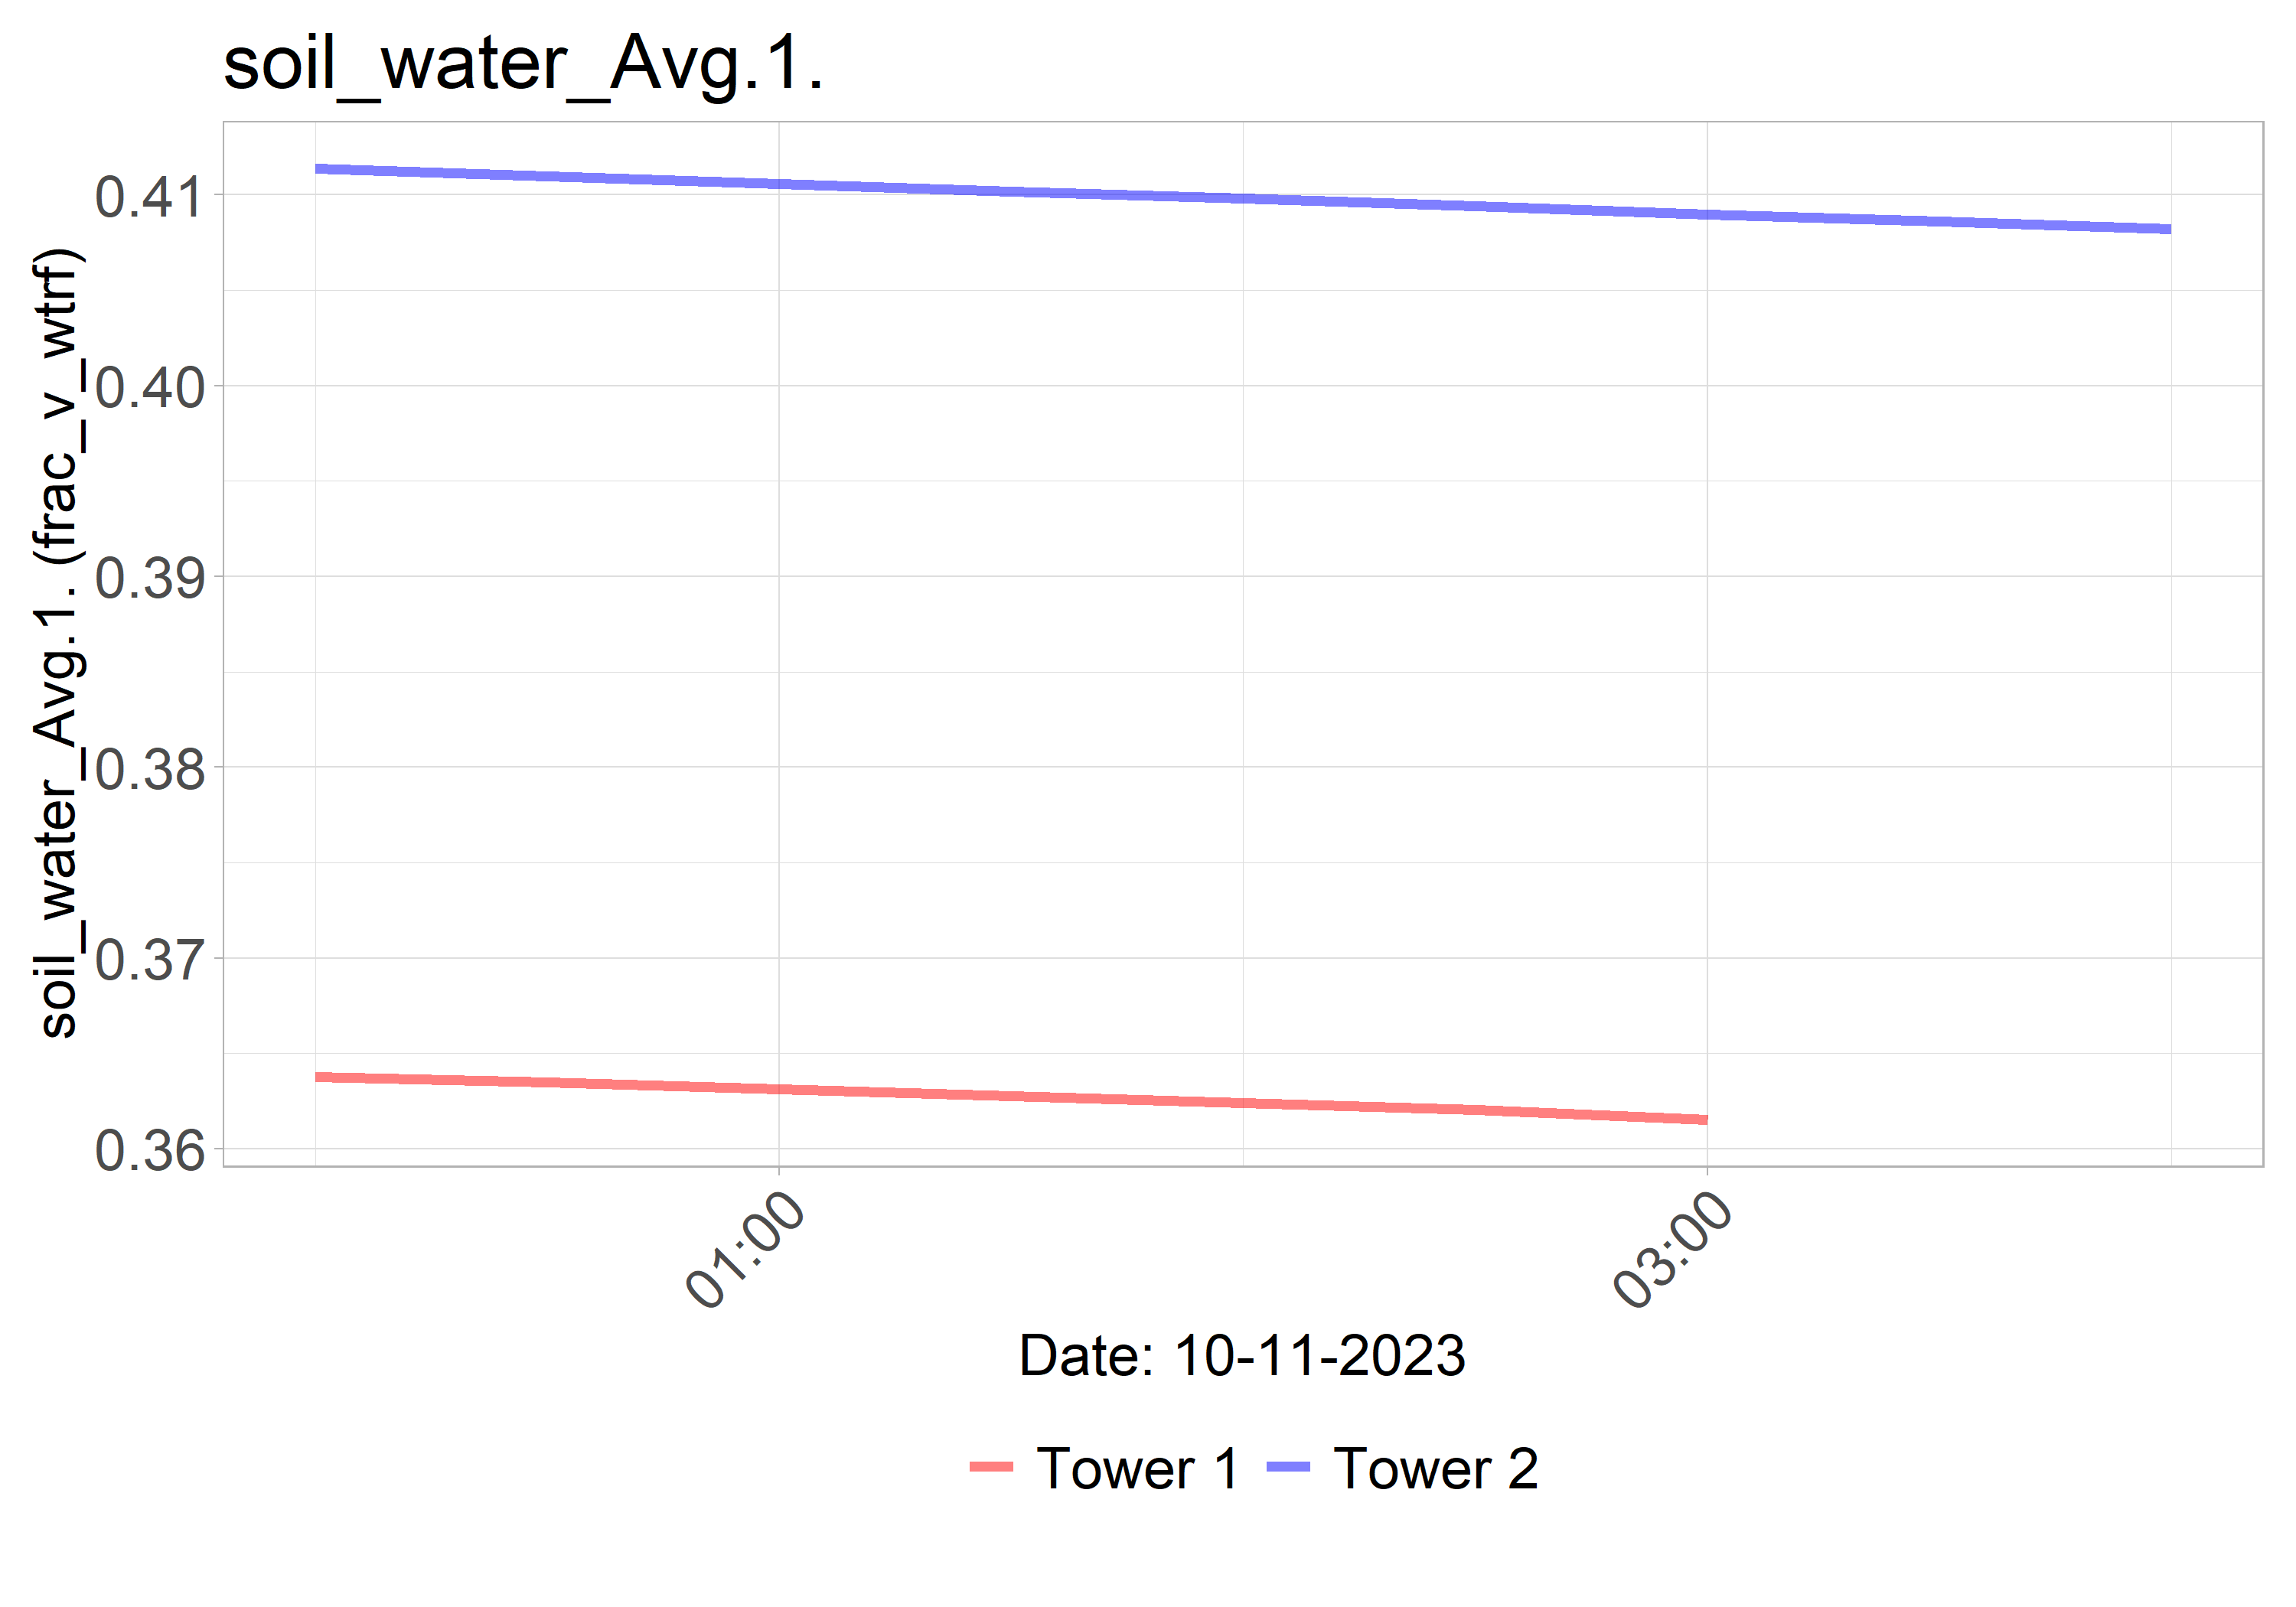 soil_water_Avg.1.
soil_water_Avg.1. (frac_v_wtrf)
0.41
0.40
0.39
0.38
0.37
0.36
01:00
03:00
Date: 10-11-2023
Tower 1 Tower 2